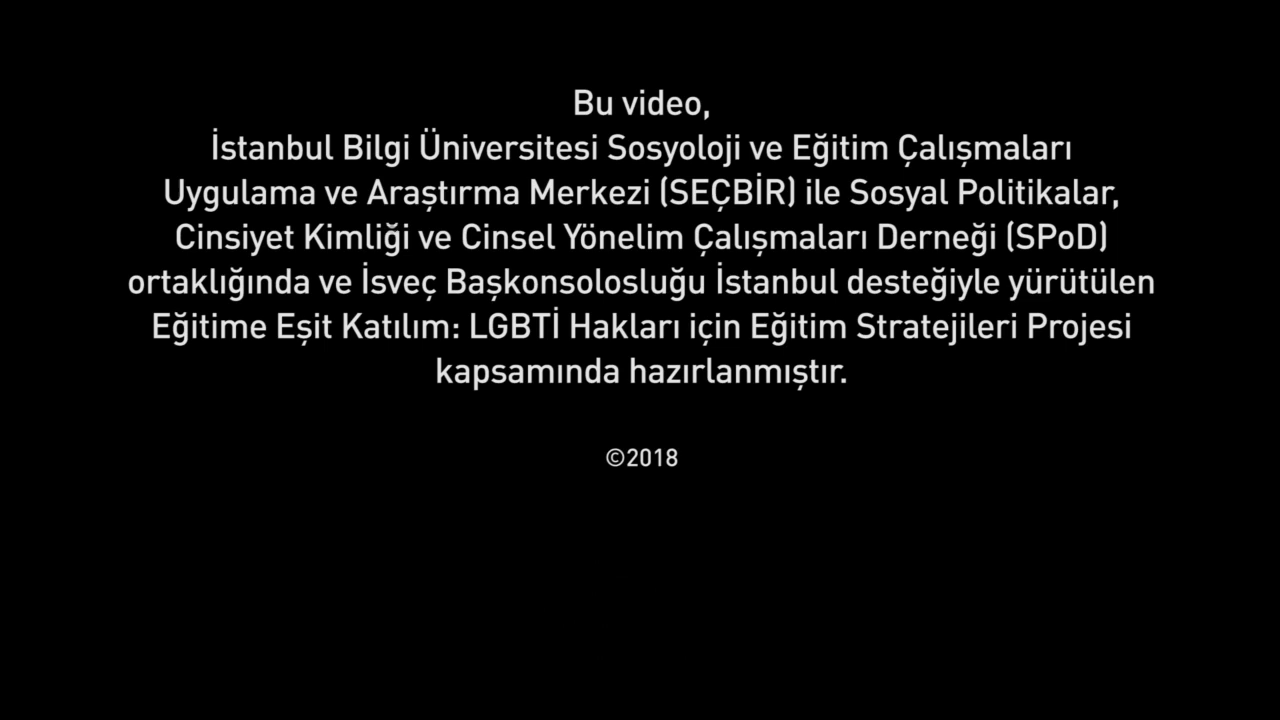 Bu video,
İstanbul Bilgi Üniversitesi Sosyoloji ve Eğitim Çalışmaları
Uygulama ve Araştırma Merkezi (SEÇBİR) ile Sosyal Politikalar,
Cinsiyet Kimliği ve Cinsel Yönelim Çalışmaları Derneği (SPoD)
ortaklığında ve İsveç Başkonsolosluğu İstanbul desteğiyle yürütülen
Eğitime Eşit Katılım: LGBTİ Hakları için Eğitim Stratejileri Projesi
kapsamında hazırlanmıştır.
©2018